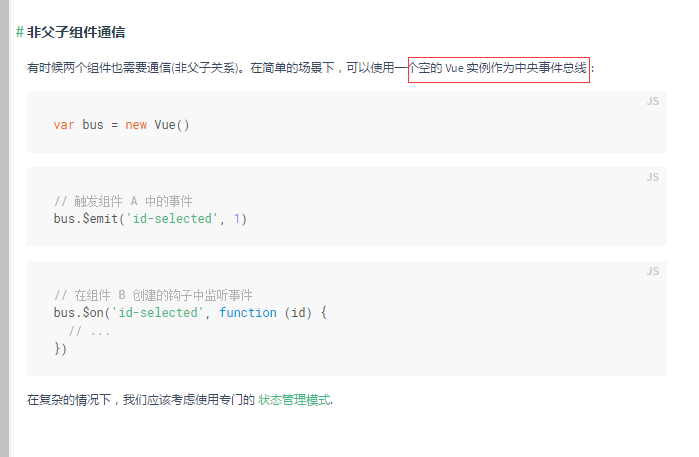 # 非父子组件通信
有时候两个组件也需要通信(非父子关系)。在简单的场景下，可以使用一个空的 Vue 实例作为中央事件总线：
JS
var bus = new Vue()
JS
// 触发组件 A 中的事件
bus.$emit('id-selected', 1)
JS
// 在组件 B 创建的钩子中监听事件
bus.$on('id-selected', function (id) {
  // ...
})
在复杂的情况下，我们应该考虑使用专门的 状态管理模式.